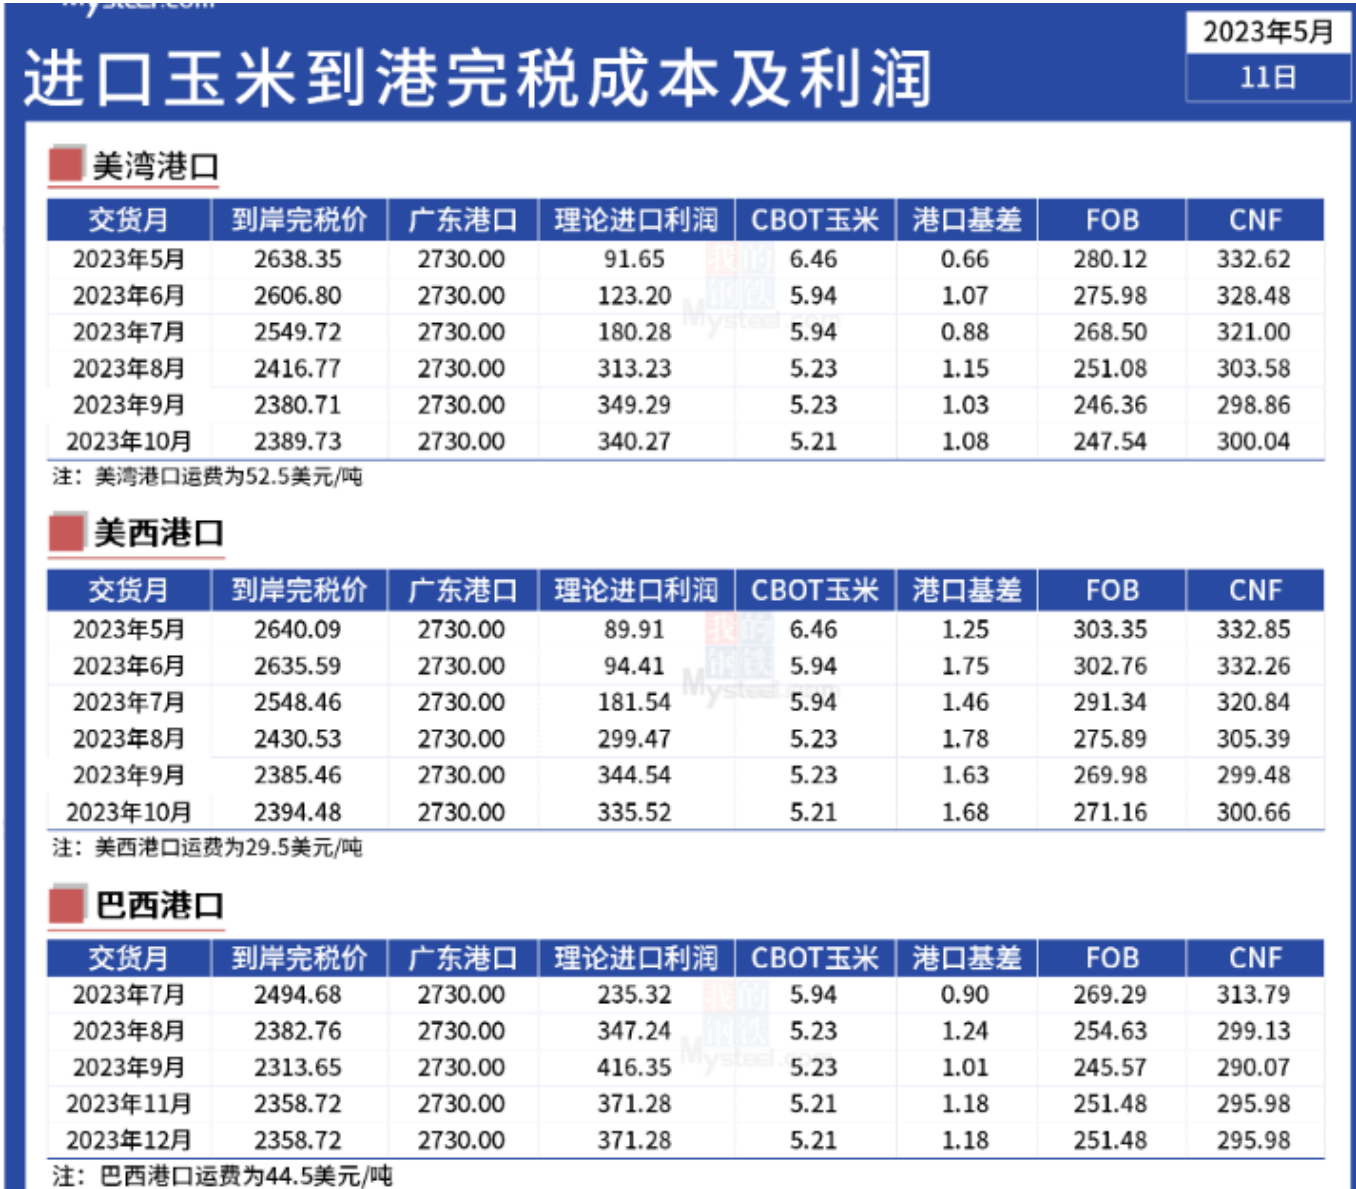 Mysteel.com
2023年5月
11日
进口玉米到港完税成本及利润
美湾港口
交货月 到岸完税价 广东港口 理论进口利润 CBOT玉米 港口基差 FOB CNF
2023年5月 2638.35 2730.00 91.65 6.46 0.66 280.12 332.62
2023年6月 2606.80 2730.00 123.20 5.94 1.07 275.98 328.48
2023年7月 2549.72 2730.00 180.28 5.94 0.88 268.50 321.00
2023年8月 2416.77 2730.00 313.23 5.23 1.15 251.08 303.58
2023年9月 2380.71 2730.00 349.29 5.23 1.03 246.36 298.86
2023年10月 2389.73 2730.00 340.27 5.21 1.08 247.54 300.04
我的
钢铁
Mysteel.com
注：美湾港口运费为52.5美元/吨
美西港口
交货月 到岸完税价 广东港口 理论进口利润 CBOT玉米 港口基差 FOB CNF
2023年5月 2640.09 2730.00 89.91 6.46 1.25 303.35 332.85
2023年6月 2635.59 2730.00 94.41 5.94 1.75 302.76 332.26
2023年7月 2548.46 2730.00 181.54 5.94 1.46 291.34 320.84
2023年8月 2430.53 2730.00 299.47 5.23 1.78 275.89 305.39
2023年9月 2385.46 2730.00 344.54 5.23 1.63 269.98 299.48
2023年10月 2394.48 2730.00 335.52 5.21 1.68 271.16 300.66
我的
钢铁
Mysteel.com
注：美西港口运费为29.5美元/吨
巴西港口
交货月 到岸完税价 广东港口 理论进口利润 CBOT玉米 港口基差 FOB CNF
2023年7月 2494.68 2730.00 235.32 5.94 0.90 269.29 313.79
2023年8月 2382.76 2730.00 347.24 5.23 1.24 254.63 299.13
2023年9月 2313.65 2730.00 416.35 5.23 1.01 245.57 290.07
2023年11月 2358.72 2730.00 371.28 5.21 1.18 251.48 295.98
2023年12月 2358.72 2730.00 371.28 5.21 1.18 251.48 295.98
我的
钢铁
Mysteel.com
注：巴西港口运费为44.5美元/吨